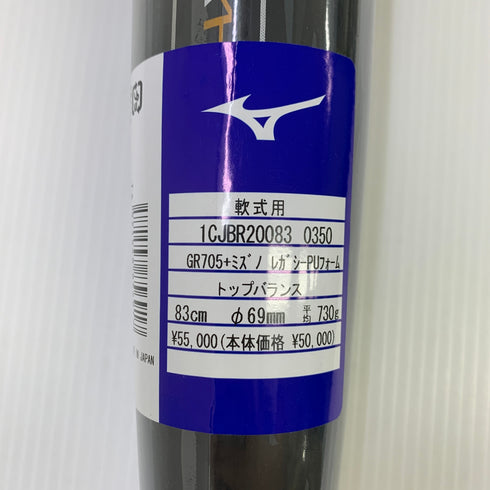 軟式用
1CJBR20083 0350
GR705+ミズノ レガシーPUフォーム
トップバランス
83cm φ69mm 平均 730g
¥55,000(本体価格 ¥50,000)
IN JAPAN